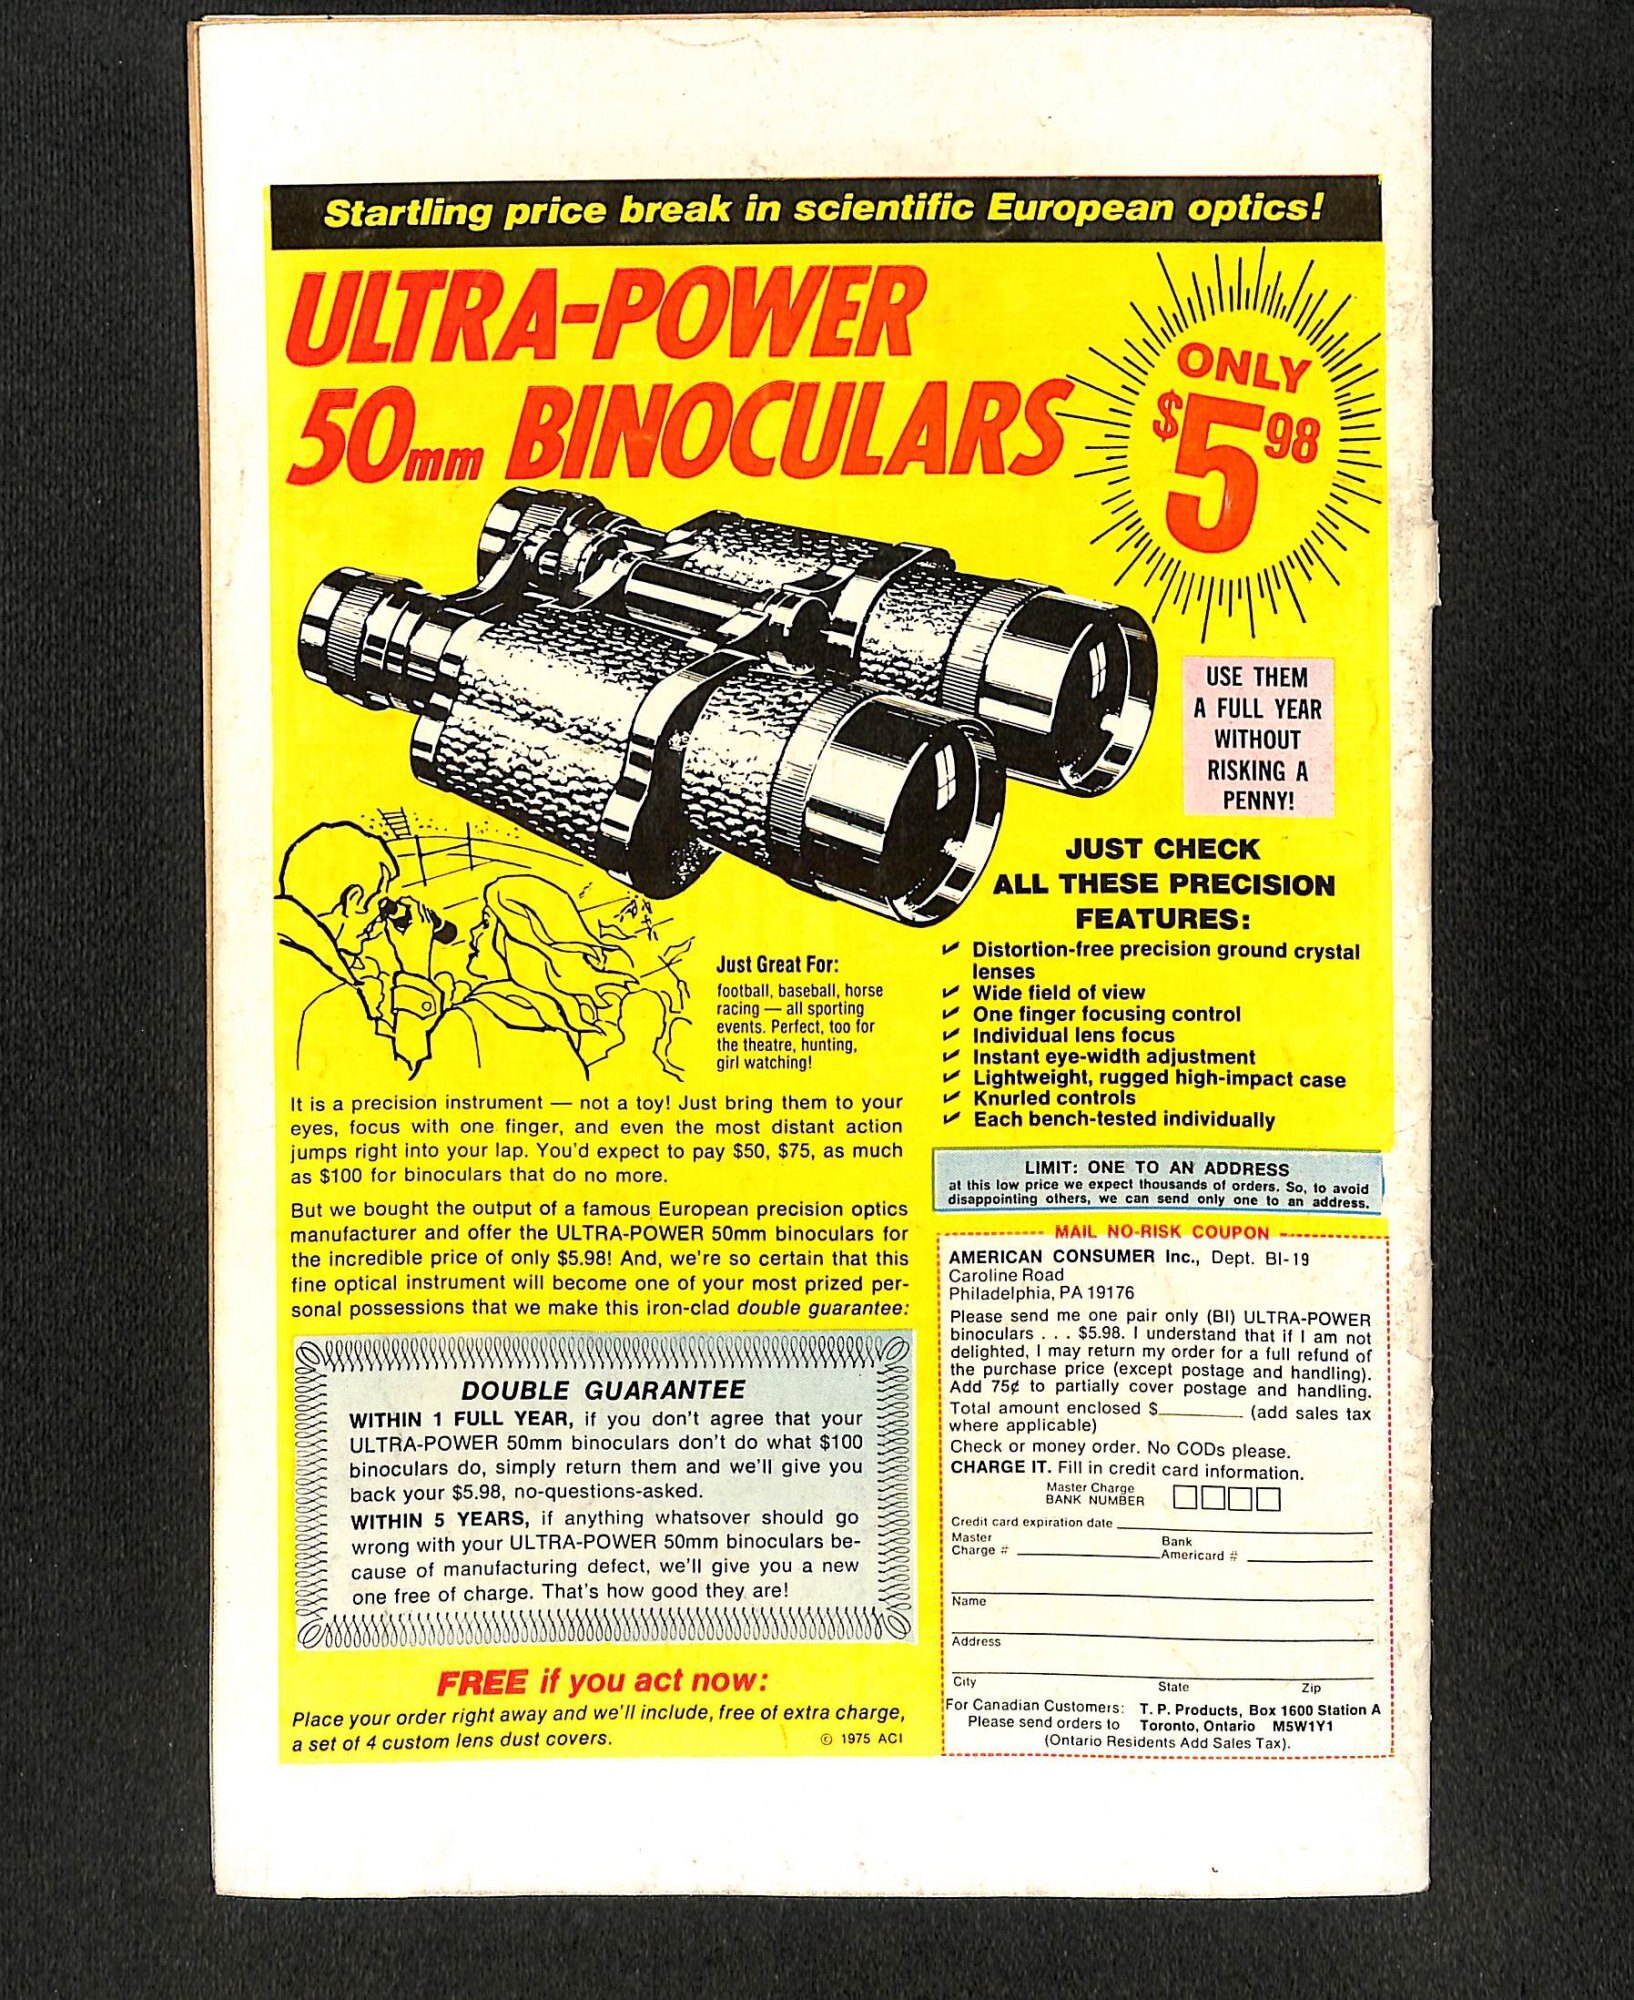 Startling price break in scientific European optics!
ULTRA-POWER
50mm BINOCULARS
ONLY
$5 98
USE THEM
A FULL YEAR
WITHOUT
RISKING A
PENNY!
JUST CHECK
ALL THESE PRECISION
FEATURES:
✓ Distortion-free precision ground crystal
lenses
✓ Wide field of view
✓ One finger focusing control
✓ Individual lens focus
✓ Instant eye-width adjustment
✓ Lightweight, rugged high-impact case
✓ Knurled controls
✓ Each bench-tested individually
Just Great For:
football, baseball, horse
racing — all sporting
events. Perfect, too for
the theatre, hunting,
girl watching!
It is a precision instrument — not a toy! Just bring them to your
eyes, focus with one finger, and even the most distant action
jumps right into your lap. You'd expect to pay $50, $75, as much
as $100 for binoculars that do no more.
But we bought the output of a famous European precision optics
manufacturer and offer the ULTRA-POWER 50mm binoculars for
the incredible price of only $5.98! And, we're so certain that this
fine optical instrument will become one of your most prized per-
sonal possessions that we make this iron-clad double guarantee:
DOUBLE GUARANTEE
WITHIN 1 FULL YEAR, if you don't agree that your
ULTRA-POWER 50mm binoculars don't do what $100
binoculars do, simply return them and we'll give you
back your $5.98, no-questions-asked.
WITHIN 5 YEARS, if anything whatsover should go
wrong with your ULTRA-POWER 50mm binoculars be-
cause of manufacturing defect, we'll give you a new
one free of charge. That's how good they are!
FREE if you act now:
Place your order right away and we'll include, free of extra charge,
a set of 4 custom lens dust covers.
© 1975 ACI
LIMIT: ONE TO AN ADDRESS
at this low price we expect thousands of orders. So, to avoid
disappointing others, we can send only one to an address.
MAIL NO-RISK COUPON
AMERICAN CONSUMER Inc., Dept. BI-19
Caroline Road
Philadelphia, PA 19176
Please send me one pair only (BI) ULTRA-POWER
binoculars . . . $5.98. I understand that if I am not
delighted, I may return my order for a full refund of
the purchase price (except postage and handling).
Add 75¢ to partially cover postage and handling.
Total amount enclosed $________ (add sales tax
where applicable)
Check or money order. No CODs please.
CHARGE IT. Fill in credit card information.
Master Charge
BANK NUMBER
Credit card expiration date
Master
Charge #
Bank
Americard #
Name
Address
City State Zip
For Canadian Customers: T. P. Products, Box 1600 Station A
Please send orders to Toronto, Ontario M5W1Y1
(Ontario Residents Add Sales Tax).